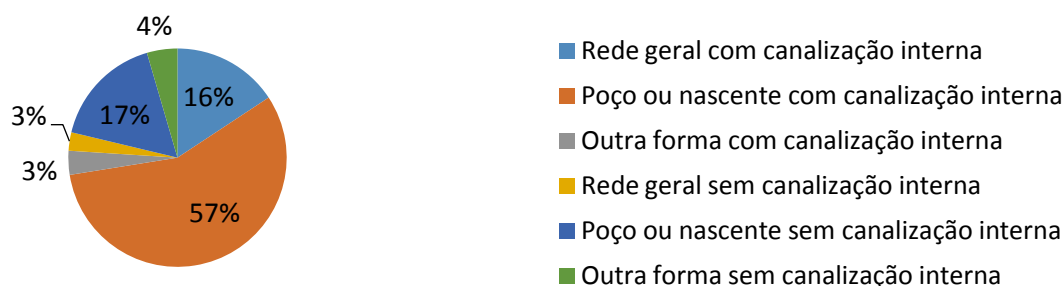 4%
16%
17%
3%
3%
57%
Rede geral com canalização interna
Poço ou nascente com canalização interna
Outra forma com canalização interna
Rede geral sem canalização interna
Poço ou nascente sem canalização interna
Outra forma sem canalização interna